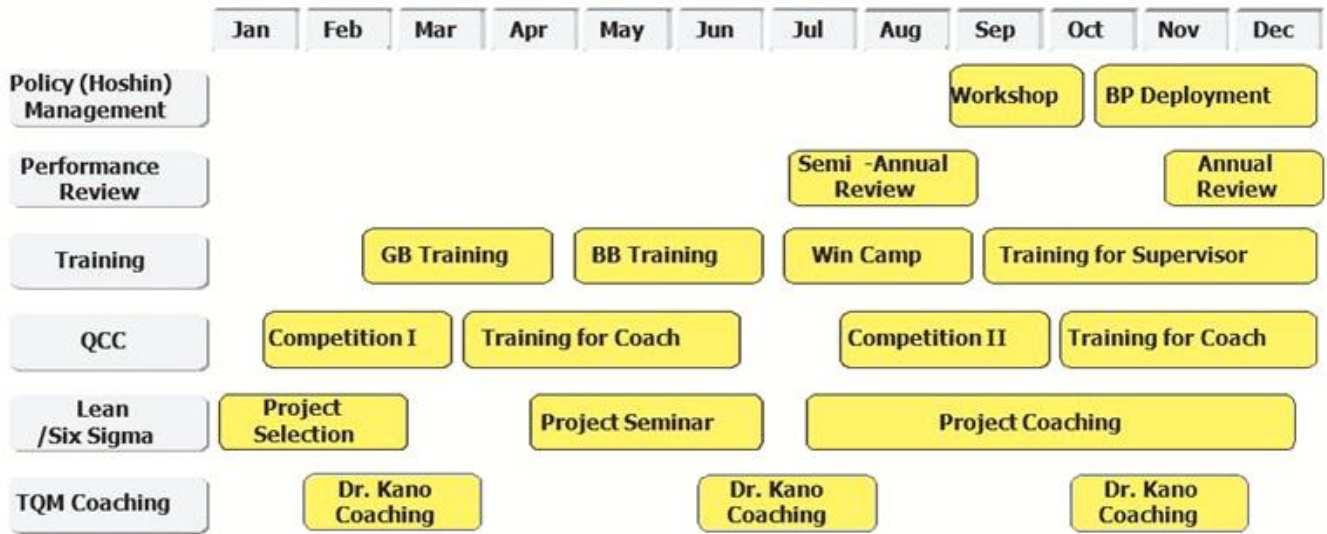 Jan Feb Mar Apr May Jun Jul Aug Sep Oct Nov Dec
Policy (Hoshin)
Management
Workshop
BP Deployment
Performance
Review
Semi -Annual
Review
Annual
Review
Training
GB Training
BB Training
Win Camp
Training for Supervisor
QCC
Competition I
Training for Coach
Competition II
Training for Coach
Lean
/Six Sigma
Project
Selection
Project Seminar
Project Coaching
TQM Coaching
Dr. Kano
Coaching
Dr. Kano
Coaching
Dr. Kano
Coaching